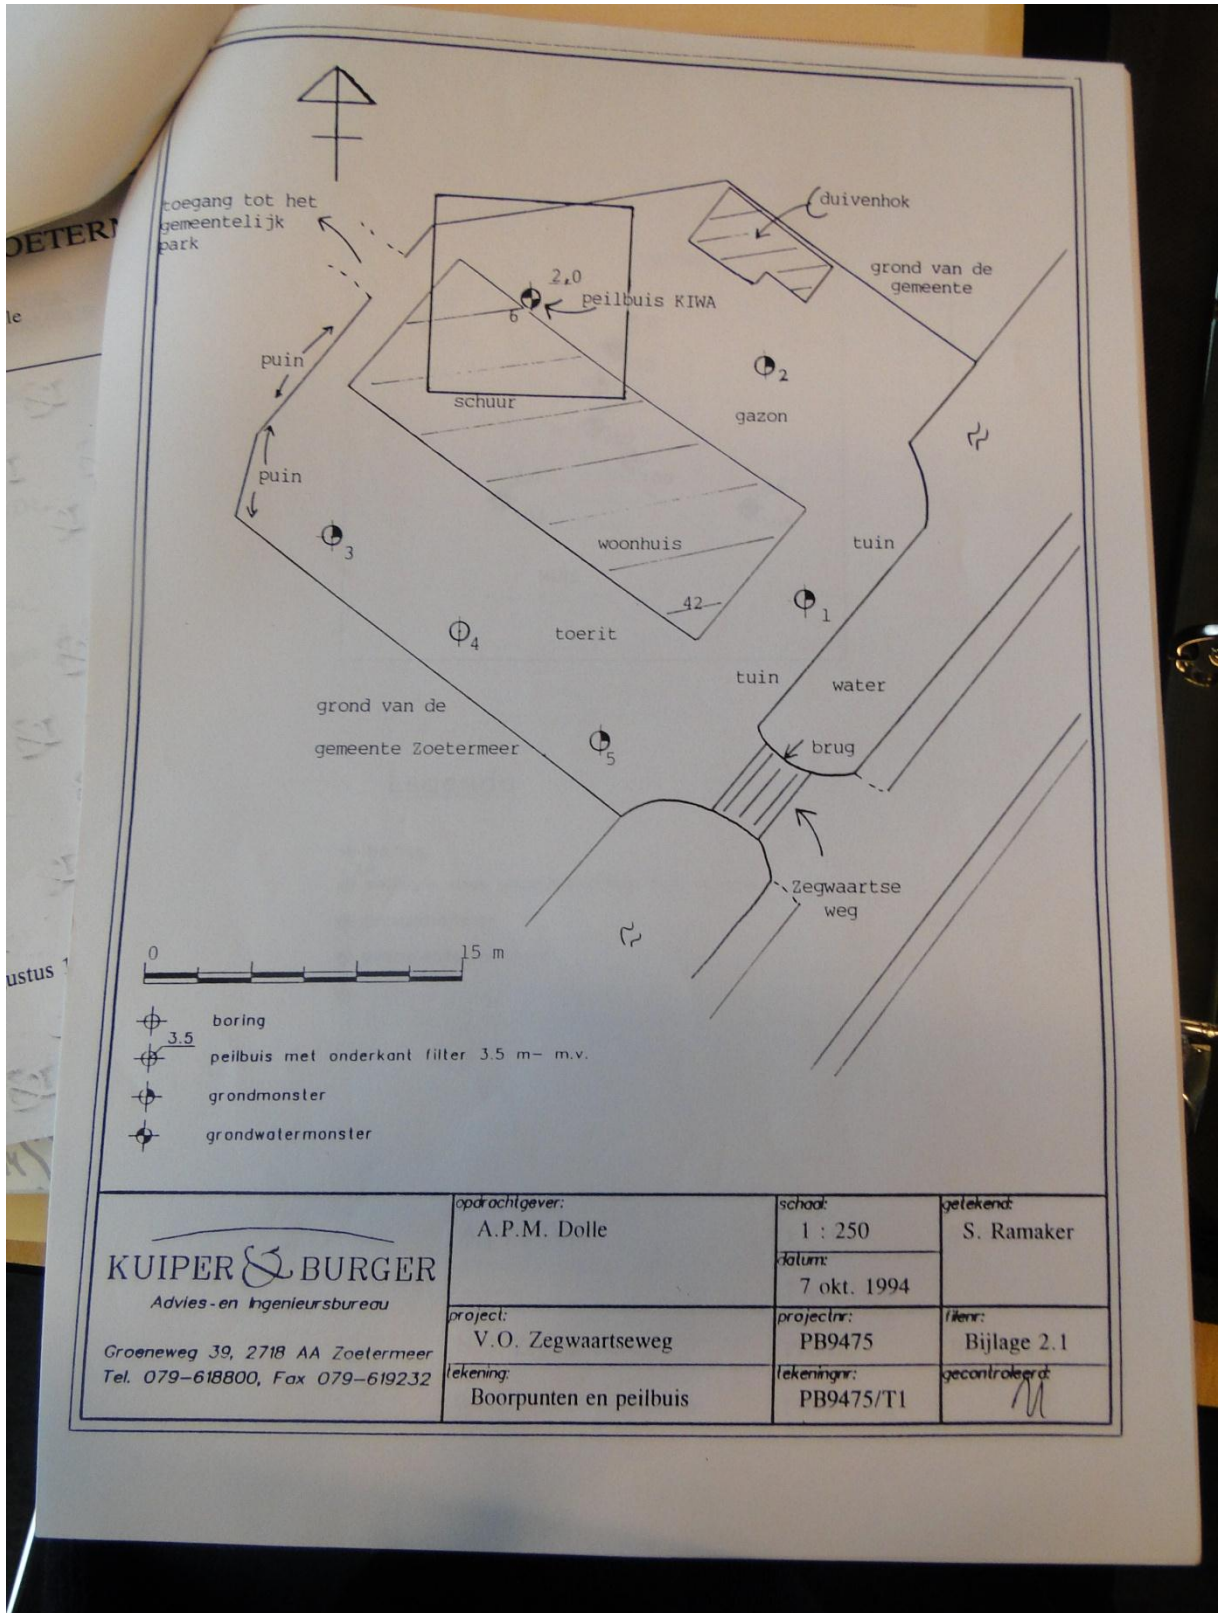 toegang tot het
gemeentelijk
park
duivenhok
grond van de
gemeente
2.0
6
peilbuis KIWA
puin
2
schuur
gazon
puin
3
woonhuis
tuin
42
1
4
toerit
tuin
water
grond van de
gemeente Zoetermeer
5
brug
Zegwaartse
weg
0 15 m
boring
3.5
peilbuis met onderkant filter 3.5 m- m.v.
grondmonster
grondwatermonster
KUIPER & BURGER
Advies-en Ingenieursbureau
Groeneweg 39, 2718 AA Zoetermeer
Tel. 079-618800, Fax 079-619232
opdrachtgever:
A.P.M. Dolle
schaal:
1 : 250
getekend:
S. Ramaker
datum:
7 okt. 1994
project:
V.O. Zegwaartseweg
projectnr:
PB9475
filenr:
Bijlage 2.1
tekening:
Boorpunten en peilbuis
tekeningnr:
PB9475/T1
gecontroleerd:
OETERM
le
ustus 1